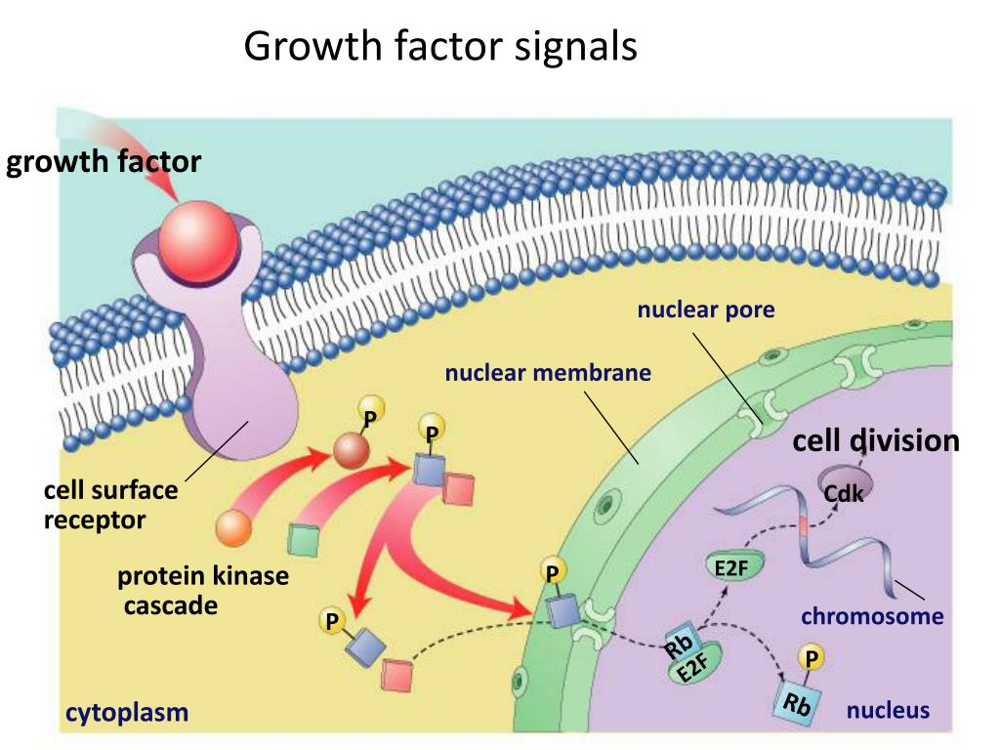 Growth factor signals
growth factor
nuclear pore
nuclear membrane
P
P
cell division
Cdk
cell surface
receptor
E2F
P
protein kinase
cascade
P
chromosome
Rb
E2F
P
Rb
cytoplasm
nucleus